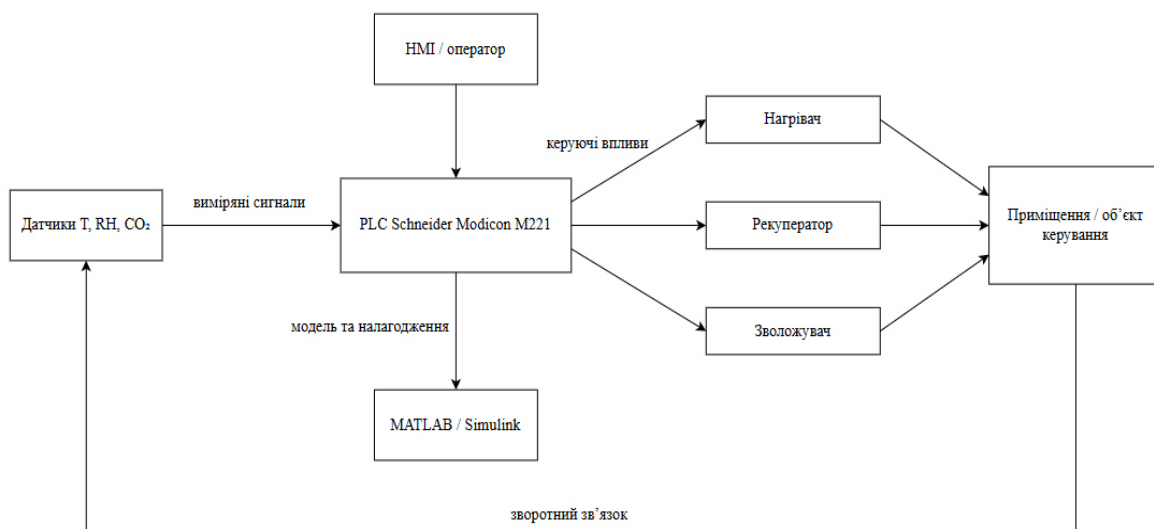 HMI / оператор
керуючі впливи
Нагрівач
Датчики T, RH, CO₂
виміряні сигнали
PLC Schneider Modicon M221
Рекуператор
Приміщення / об’єкт
керування
модель та налагодження
Зволожувач
MATLAB / Simulink
зворотний зв’язок